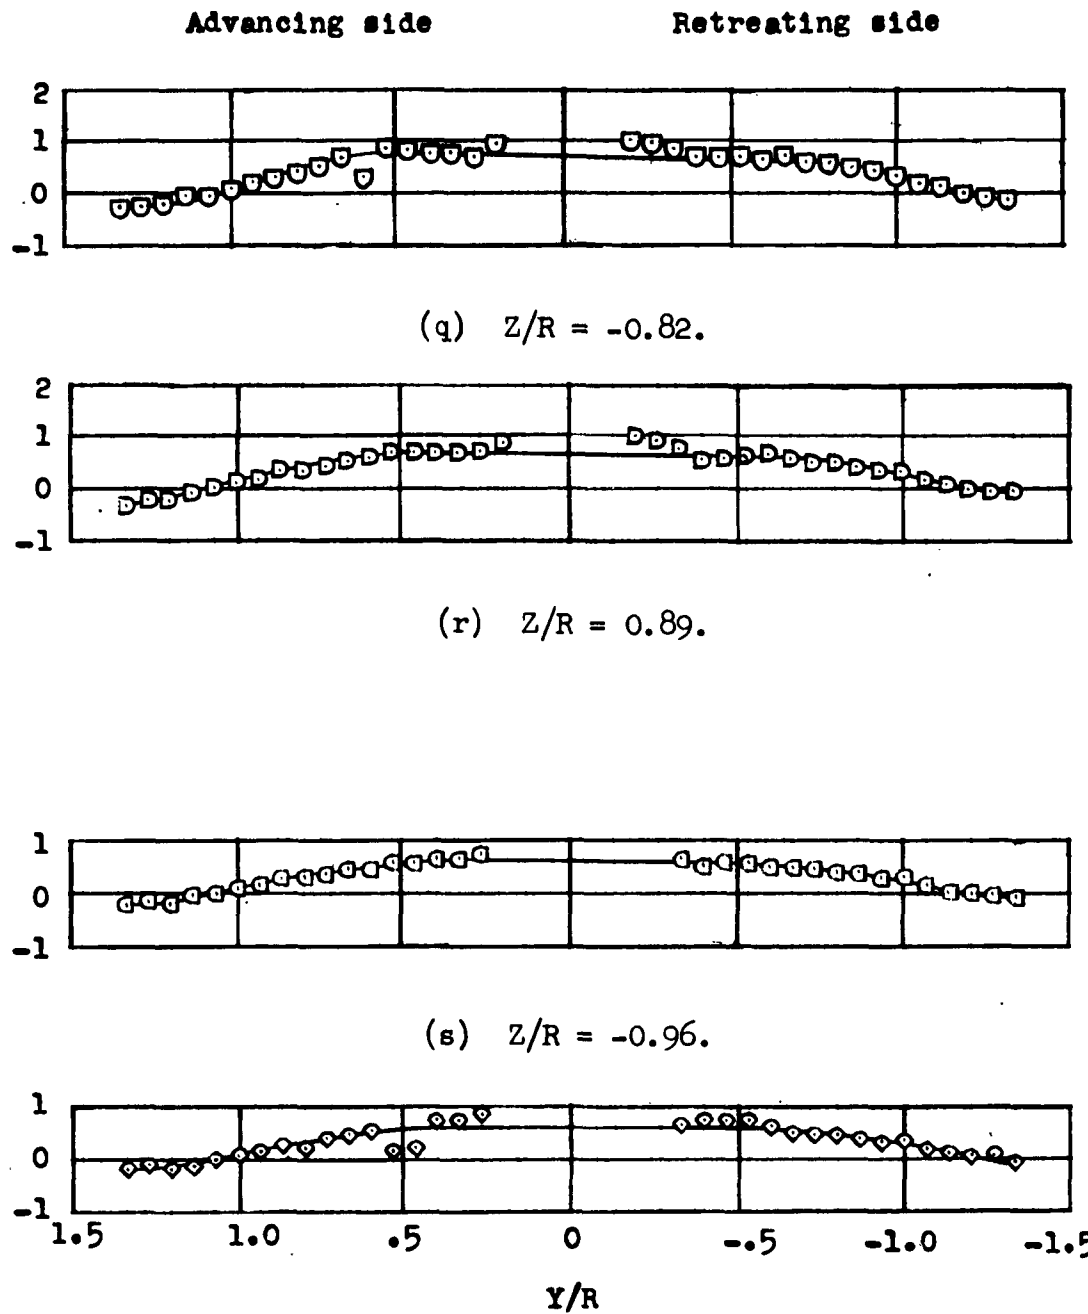 Advancing side Retreating side
2
1
0
-1
(q) Z/R = -0.82.
2
1
0
-1
(r) Z/R = 0.89.
1
0
-1
(s) Z/R = -0.96.
1
0
-1
1.5 1.0 .5 0 -.5 -1.0 -1.5
Y/R